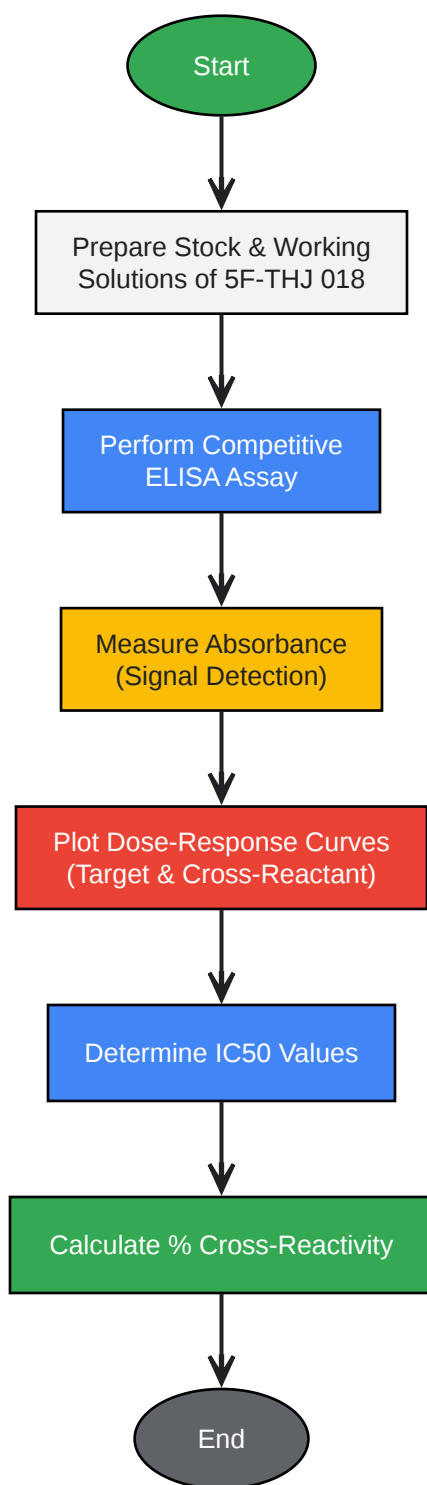 Start
Prepare Stock & Working
Solutions of 5F-THJ 018
Perform Competitive
ELISA Assay
Measure Absorbance
(Signal Detection)
Plot Dose-Response Curves
(Target & Cross-Reactant)
Determine IC50 Values
Calculate % Cross-Reactivity
End